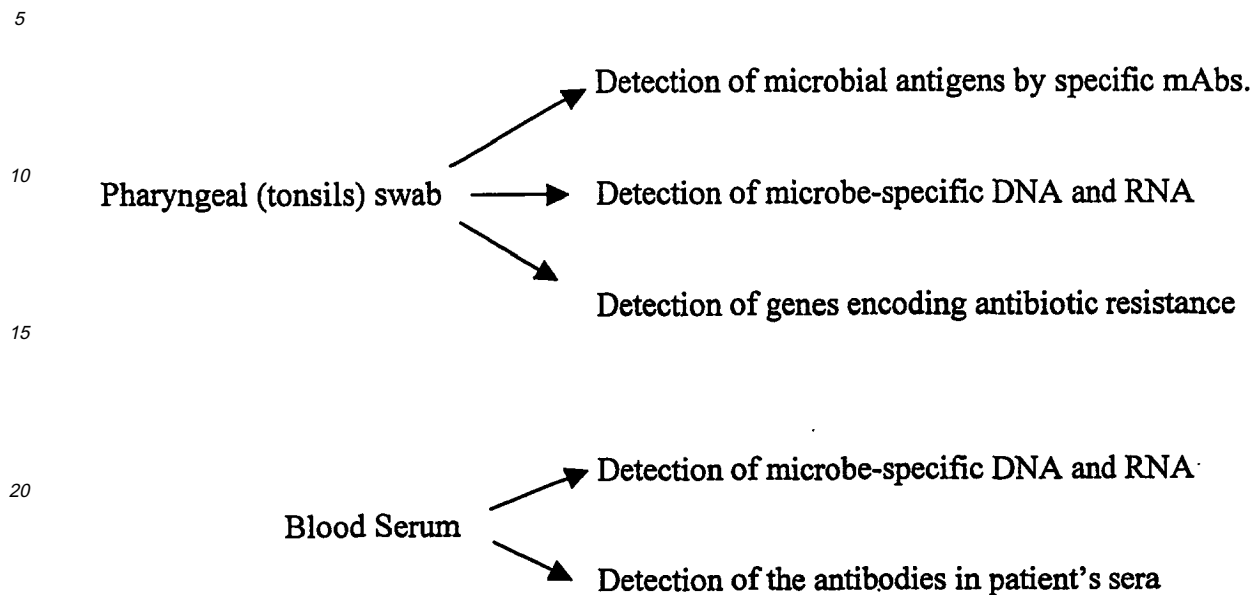 5
Detection of microbial antigens by specific mAbs.
10
Pharyngeal (tonsils) swab
Detection of microbe-specific DNA and RNA
Detection of genes encoding antibiotic resistance
15
Detection of microbe-specific DNA and RNA
20
Blood Serum
Detection of the antibodies in patient's sera